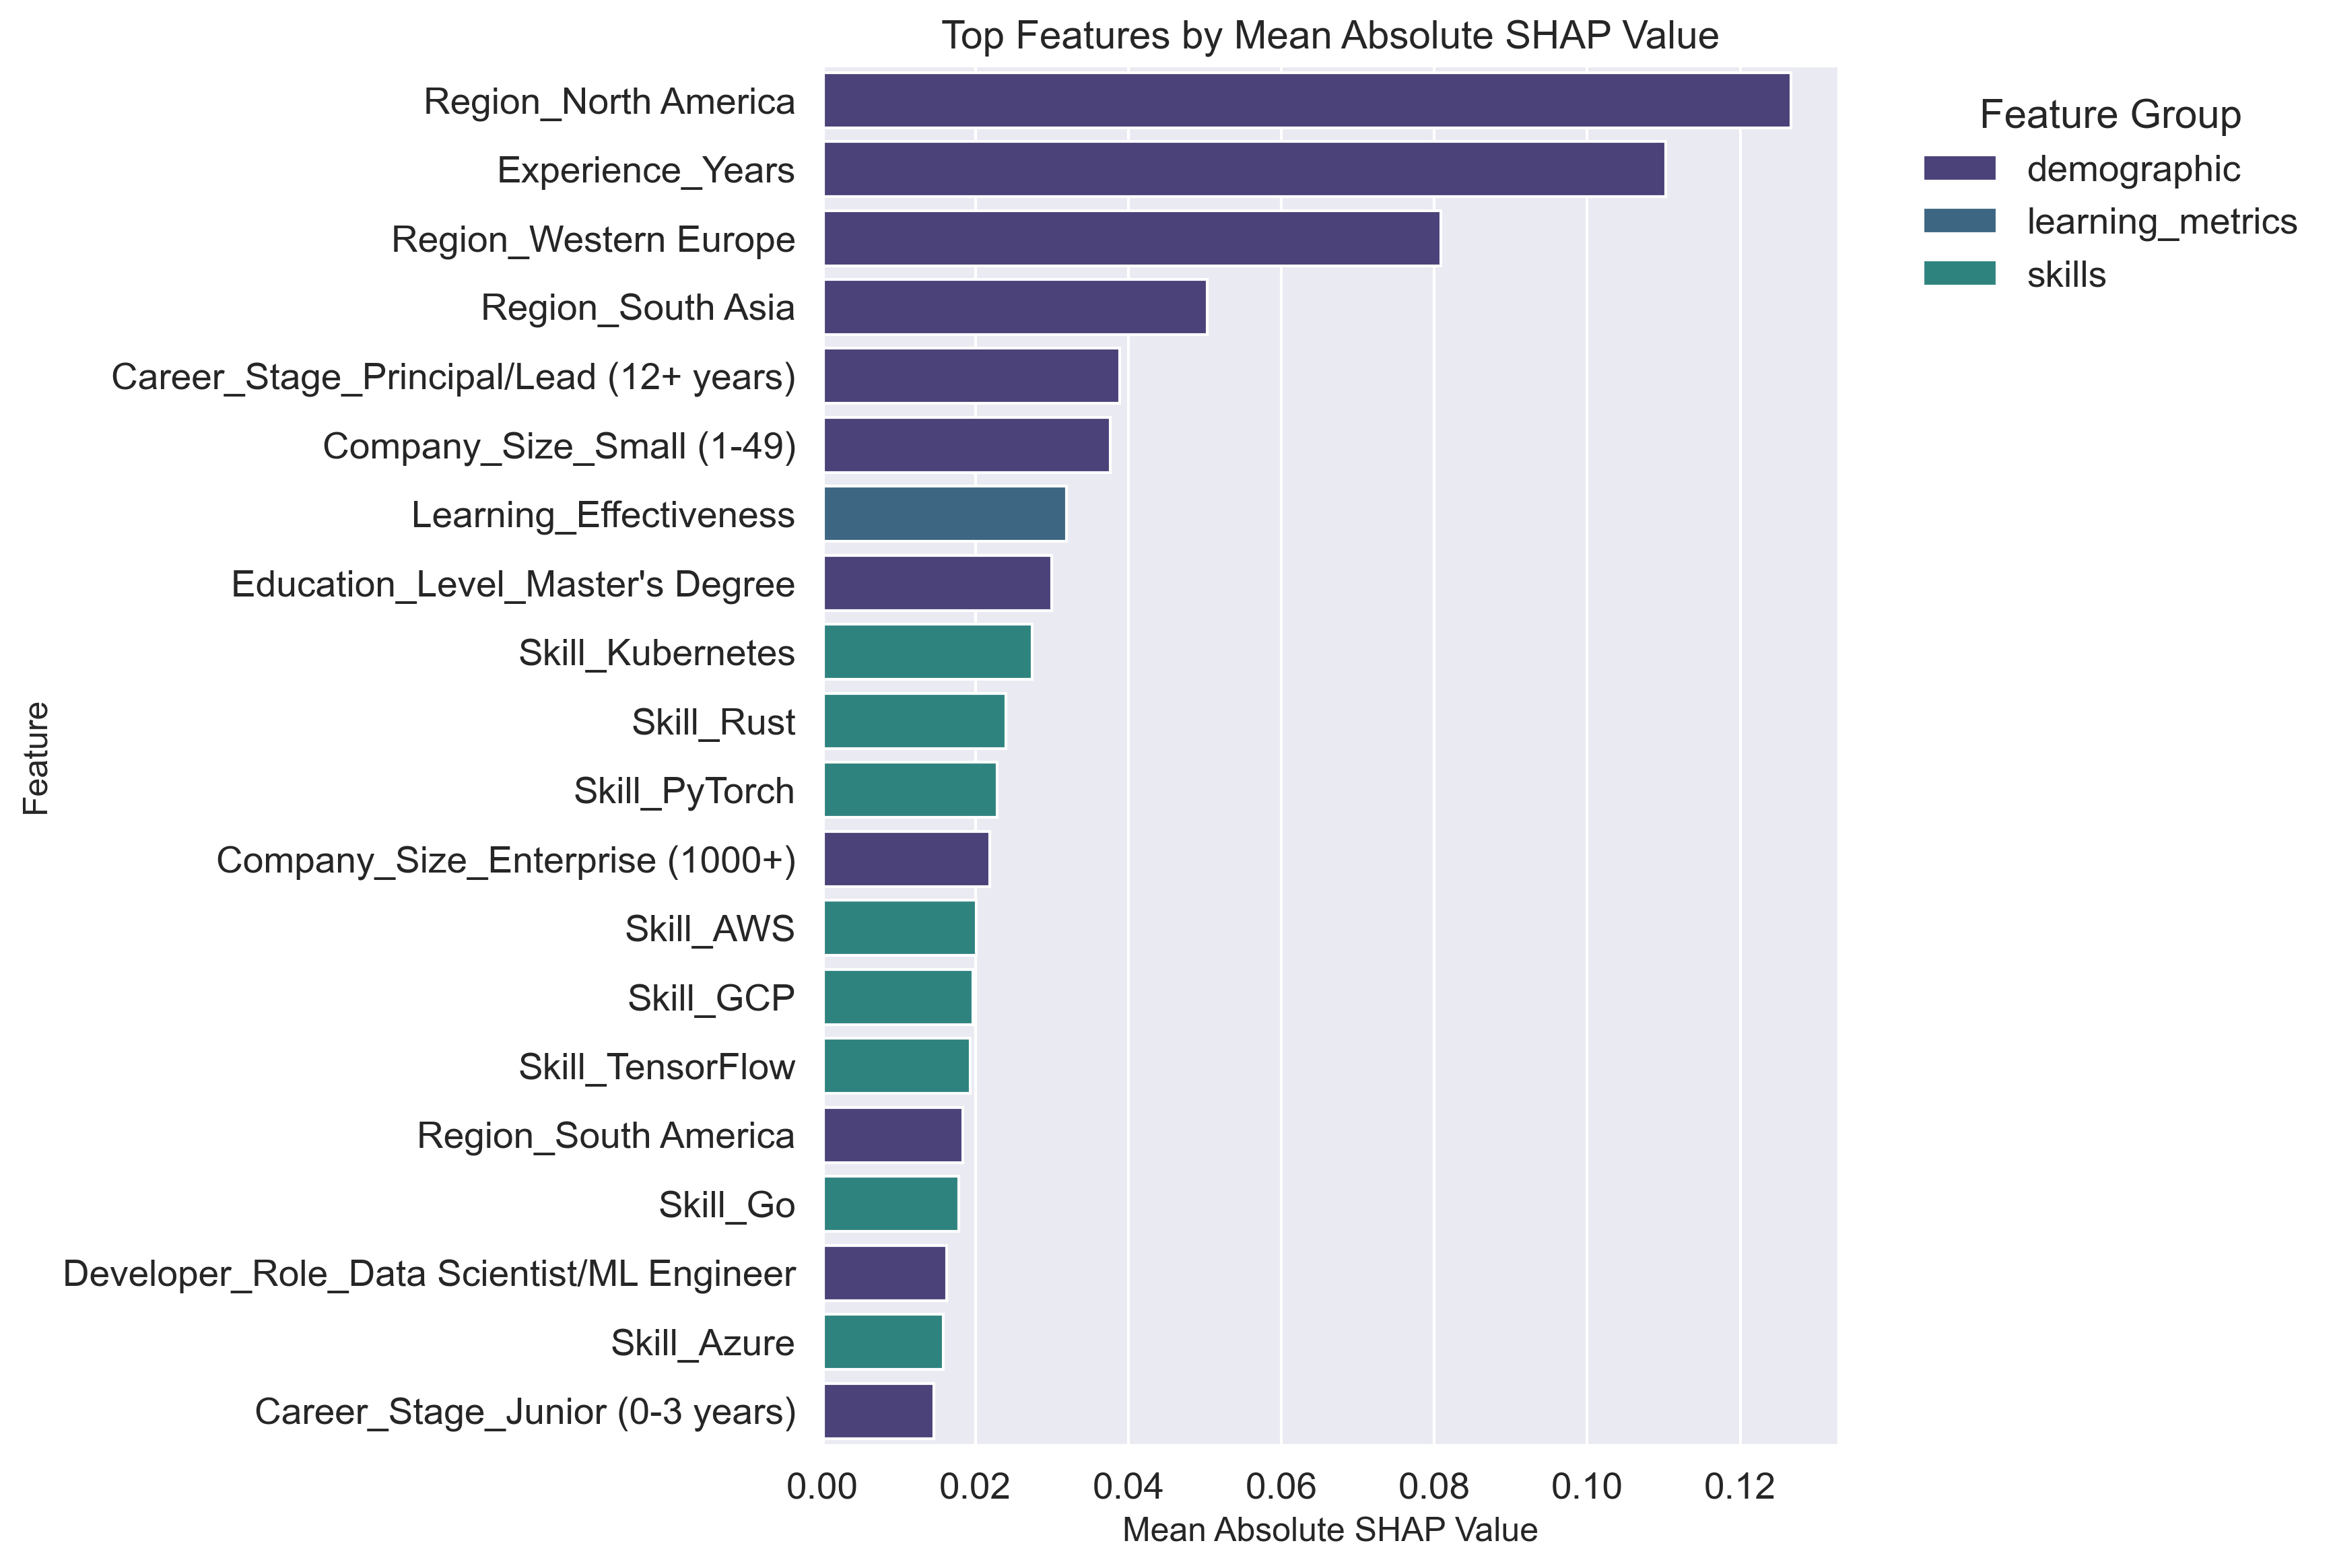 Top Features by Mean Absolute SHAP Value
Region_North America
Experience_Years
Region_Western Europe
Region_South Asia
Career_Stage_Principal/Lead (12+ years)
Company_Size_Small (1-49)
Learning_Effectiveness
Education_Level_Master's Degree
Skill_Kubernetes
Skill_Rust
Skill_PyTorch
Company_Size_Enterprise (1000+)
Skill_AWS
Skill_GCP
Skill_TensorFlow
Region_South America
Skill_Go
Developer_Role_Data Scientist/ML Engineer
Skill_Azure
Career_Stage_Junior (0-3 years)
Feature
0.00 0.02 0.04 0.06 0.08 0.10 0.12
Mean Absolute SHAP Value
Feature Group
demographic
learning_metrics
skills